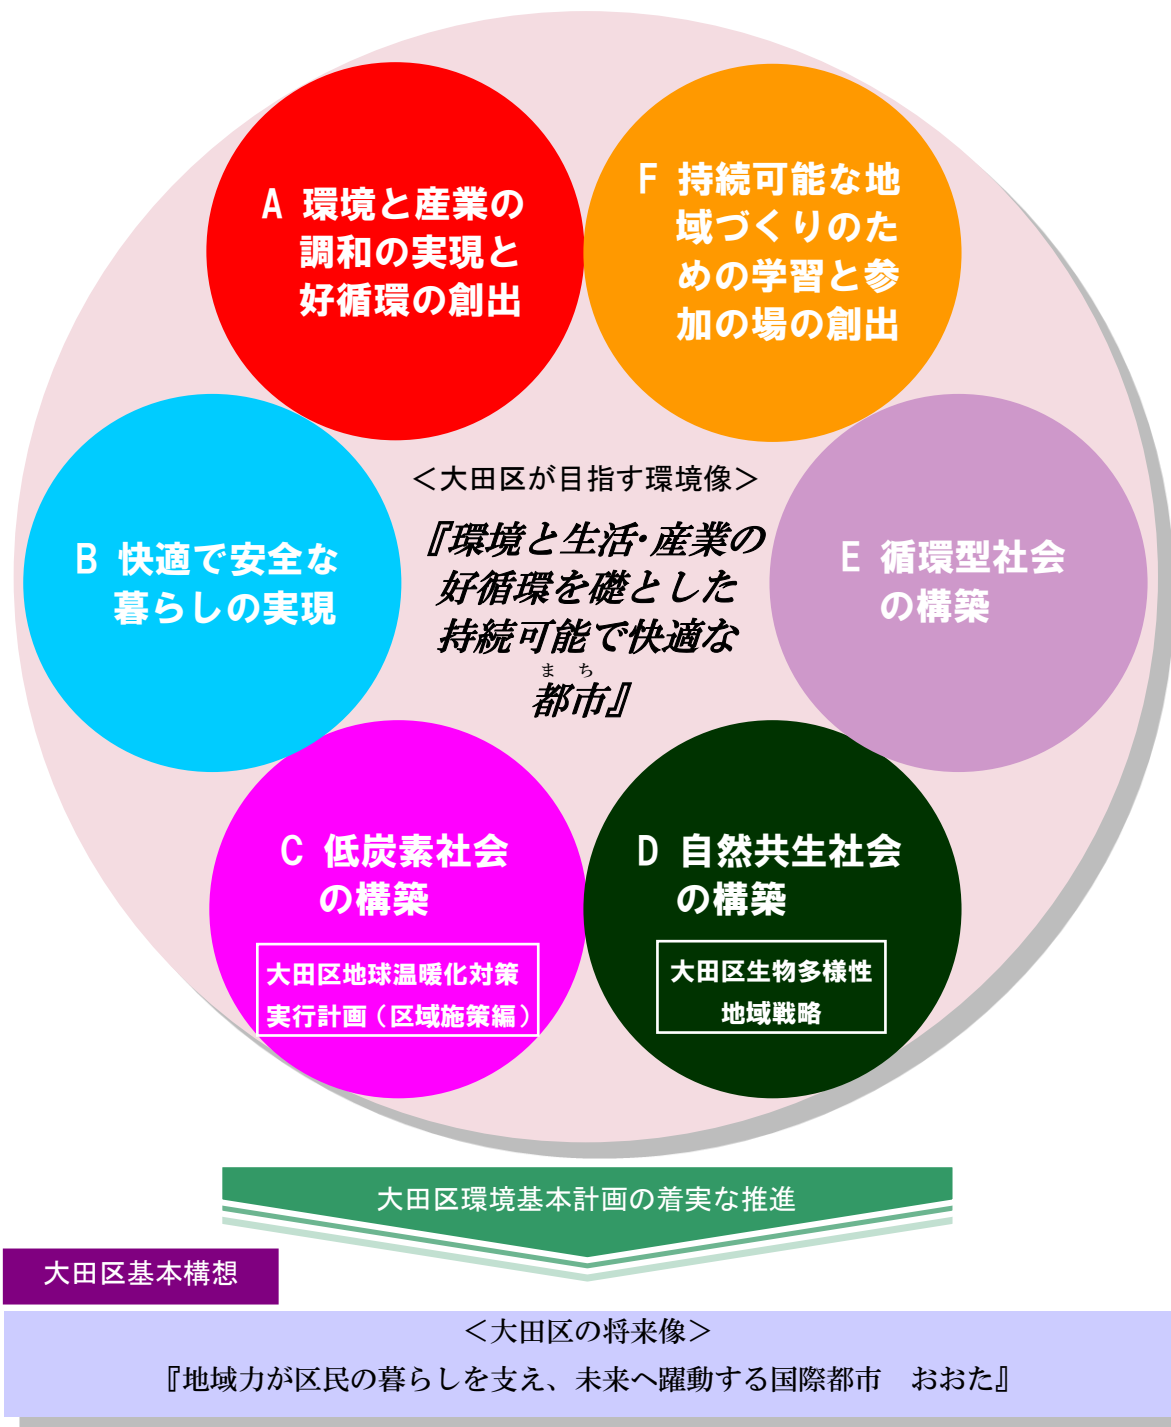 A 環境と産業の
調和の実現と
好循環の創出
F 持続可能な地
域づくりのた
めの学習と参
加の場の創出
B 快適で安全な
暮らしの実現
<大田区が目指す環境像>
『環境と生活・産業の
好循環を礎とした
持続可能で快適な
まち
都市』
E 循環型社会
の構築
C 低炭素社会
の構築
大田区地球温暖化対策
実行計画(区域施策編)
D 自然共生社会
の構築
大田区生物多様性
地域戦略
大田区環境基本計画の着実な推進
大田区基本構想
<大田区の将来像>
『地域力が区民の暮らしを支え、未来へ躍動する国際都市 おおた』